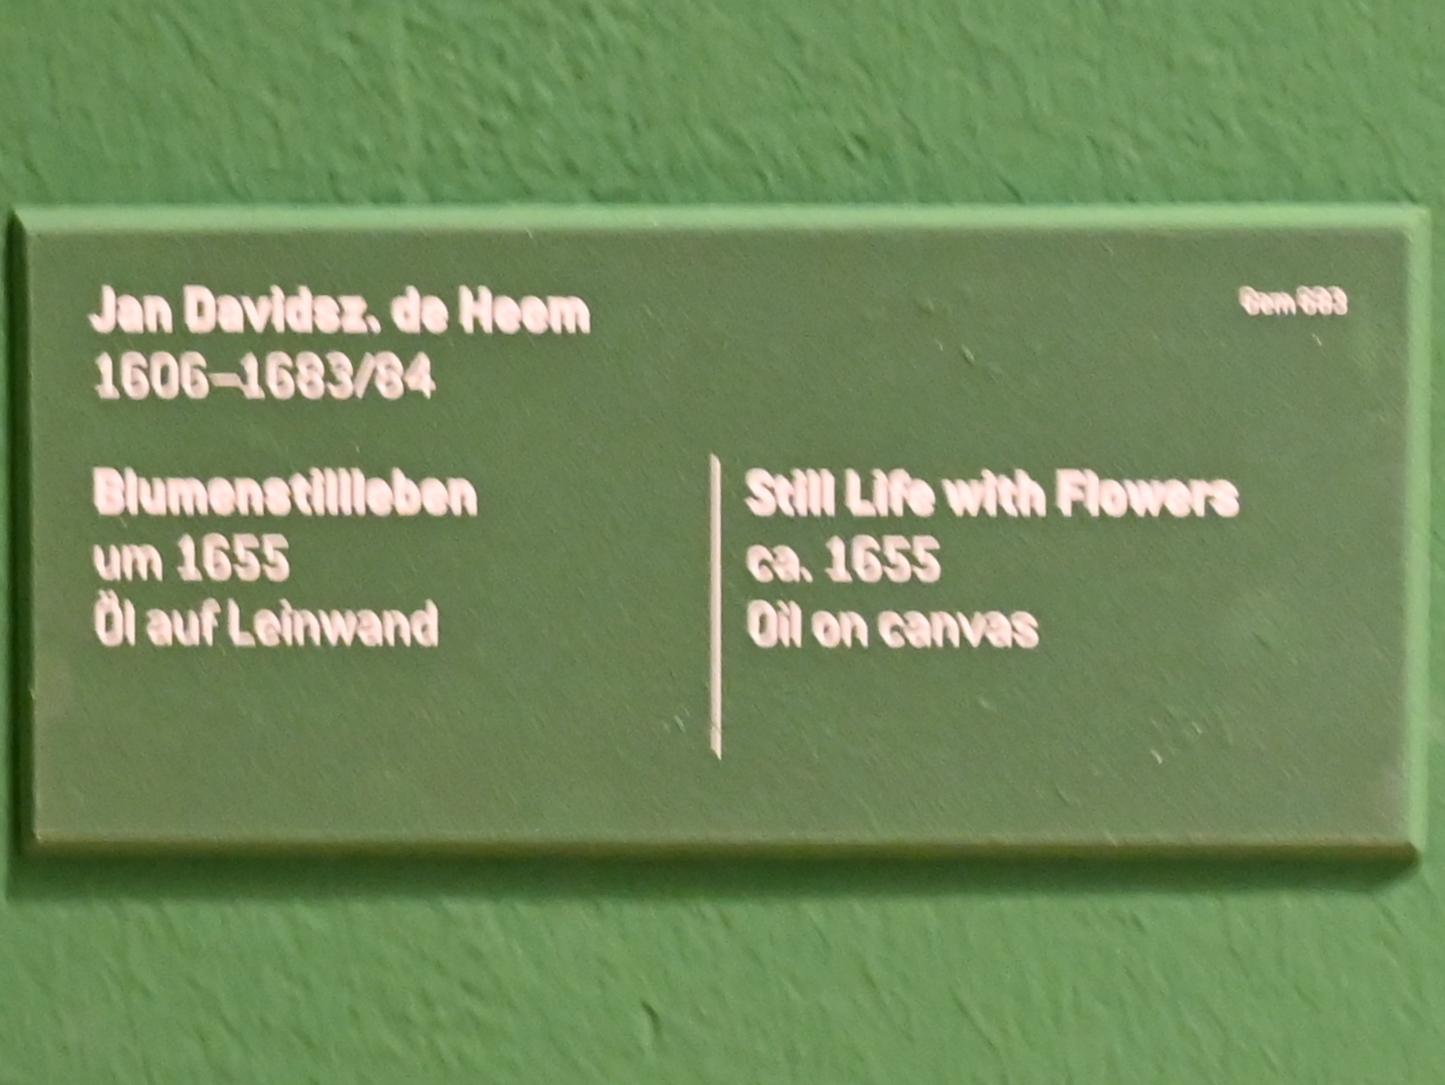 Jan Davidsz. de Heem
1606–1683/84
Gem 683
Blumenstillleben
um 1655
Öl auf Leinwand
Still Life with Flowers
ca. 1655
Oil on canvas